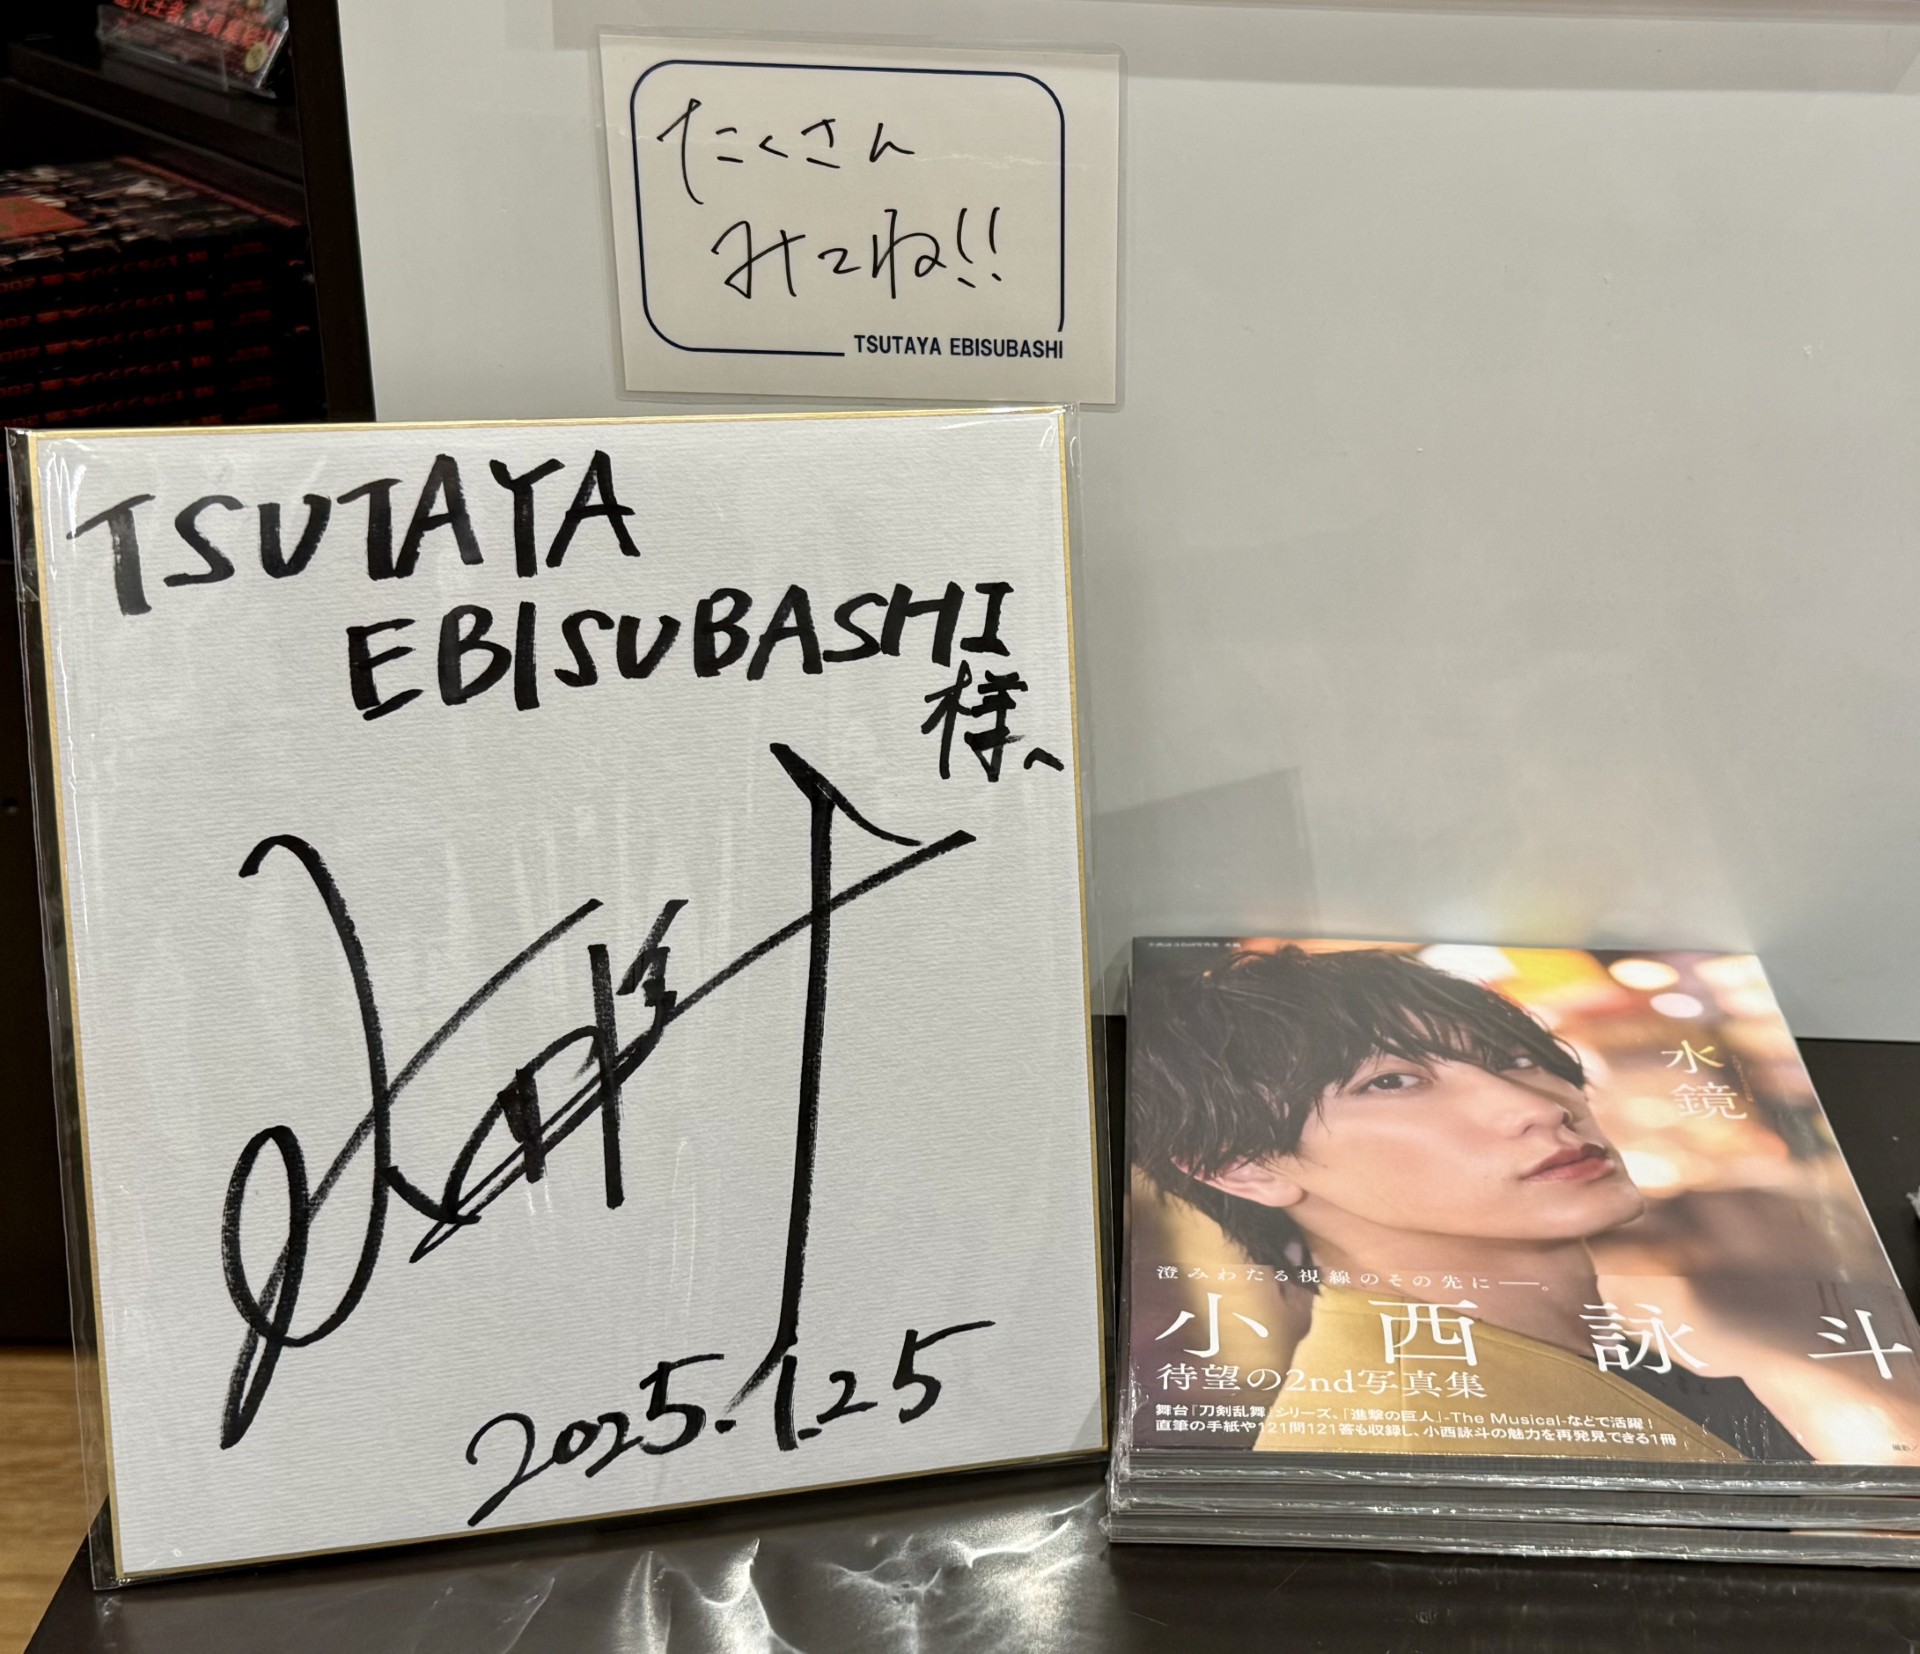 たくさん
みてね!!
TSUTAYA EBISUBASHI
TSUTAYA
EBISUBASHI
様へ
2025.1.25
水鏡
澄みわたる視線のその先に――。
小西詠斗
待望の2nd写真集
舞台『刀剣乱舞』シリーズ、「進撃の巨人」-The Musical-などで活躍!
直筆の手紙や121問121答も収録し、小西詠斗の魅力を再発見できる1冊